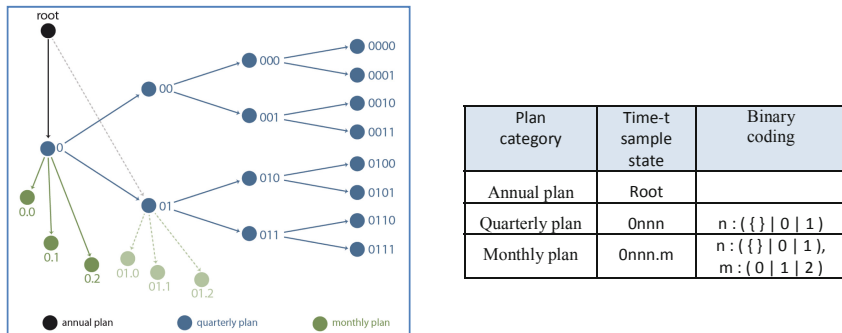 root
0
00
01
000
001
010
011
0000
0001
0010
0011
0100
0101
0110
0111
0.0
0.1
0.2
01.0
01.1
01.2
annual plan
quarterly plan
monthly plan
Plan category
Time-t sample state
Binary coding
Annual plan
Root
Quarterly plan
0nnn
n : ( { } | 0 | 1 )
Monthly plan
0nnn.m
n : ( { } | 0 | 1 ),
m : ( 0 | 1 | 2 )